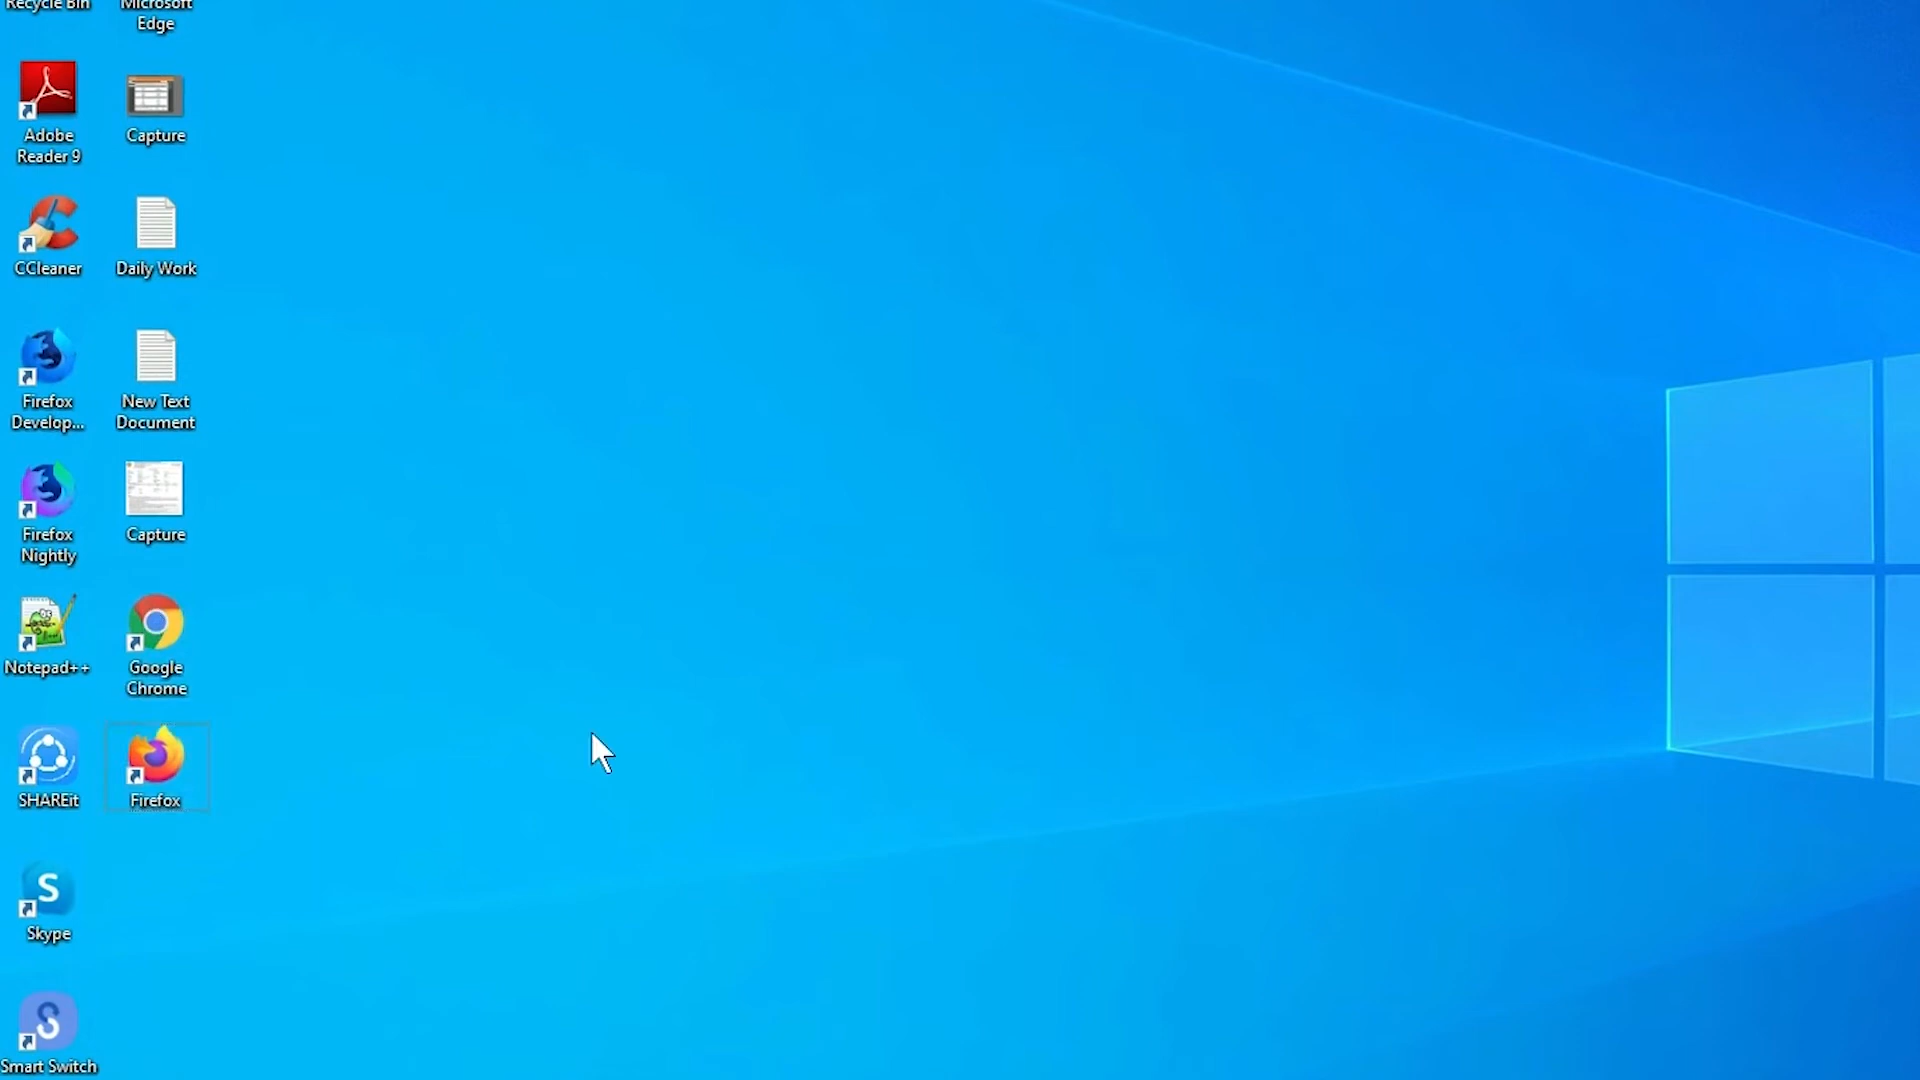 Recycle Bin
Microsoft
Edge
Adobe
Reader 9
Capture
CCleaner
Daily Work
Firefox
Develop...
New Text
Document
Firefox
Nightly
Capture
Notepad++
Google
Chrome
SHAREit
Firefox
S
Skype
Smart Switch